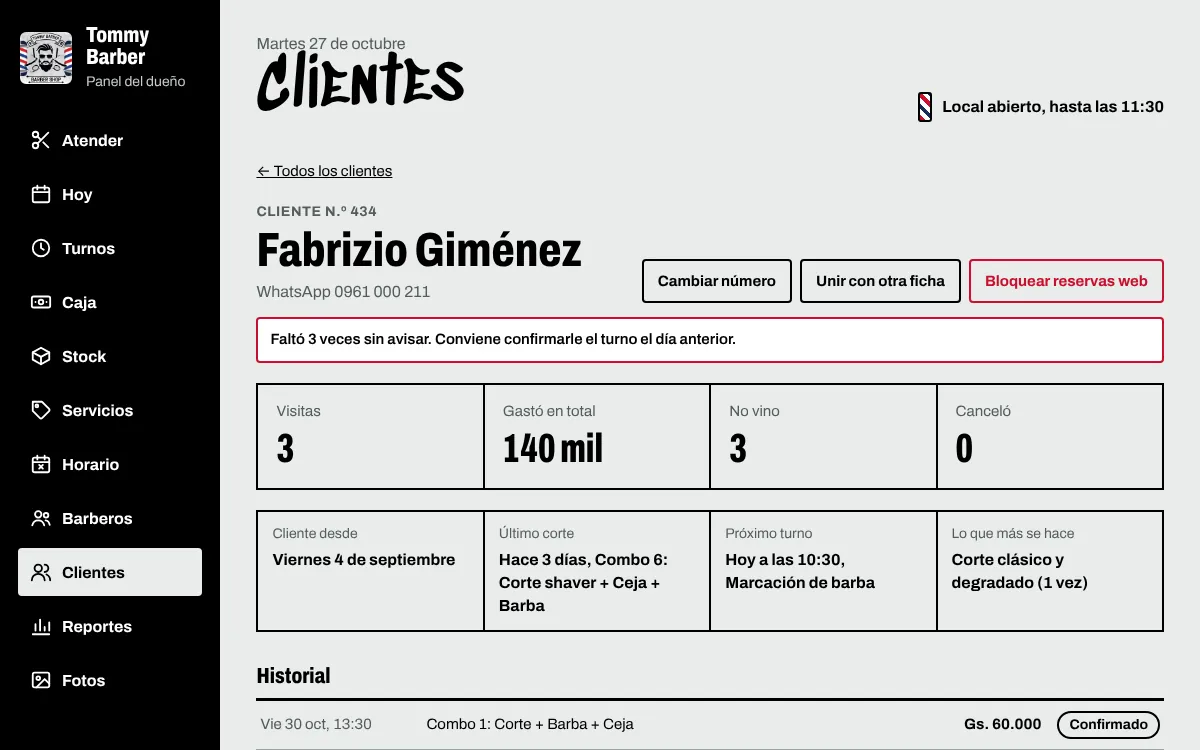 Tommy
Barber
Panel del dueño
Atender
Hoy
Turnos
Caja
Stock
Servicios
Horario
Barberos
Clientes
Reportes
Fotos
Martes 27 de octubre
Clientes
Local abierto, hasta las 11:30
← Todos los clientes
CLIENTE N.º 434
Fabrizio Giménez
WhatsApp 0961 000 211
Cambiar número
Unir con otra ficha
Bloquear reservas web
Faltó 3 veces sin avisar. Conviene confirmarle el turno el día anterior.
Visitas
3
Gastó en total
140 mil
No vino
3
Canceló
0
Cliente desde
Viernes 4 de septiembre
Último corte
Hace 3 días, Combo 6:
Corte shaver + Ceja +
Barba
Próximo turno
Hoy a las 10:30,
Marcación de barba
Lo que más se hace
Corte clásico y
degradado (1 vez)
Historial
Vie 30 oct, 13:30
Combo 1: Corte + Barba + Ceja
Gs. 60.000
Confirmado